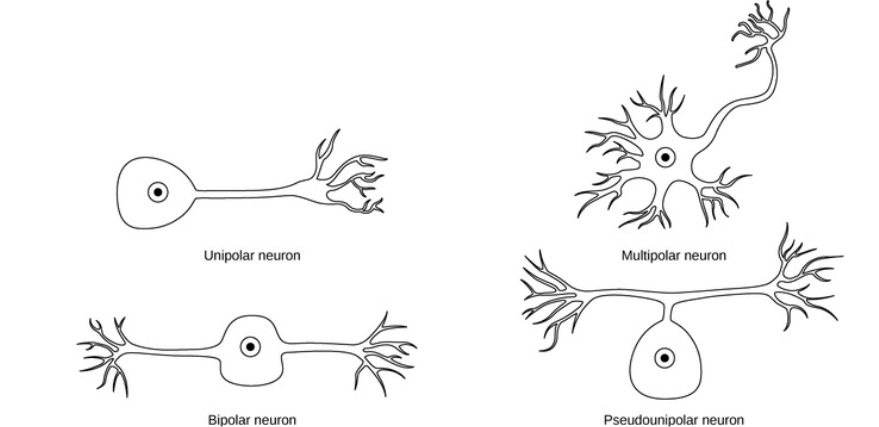 Unipolar neuron
Multipolar neuron
Bipolar neuron
Pseudounipolar neuron